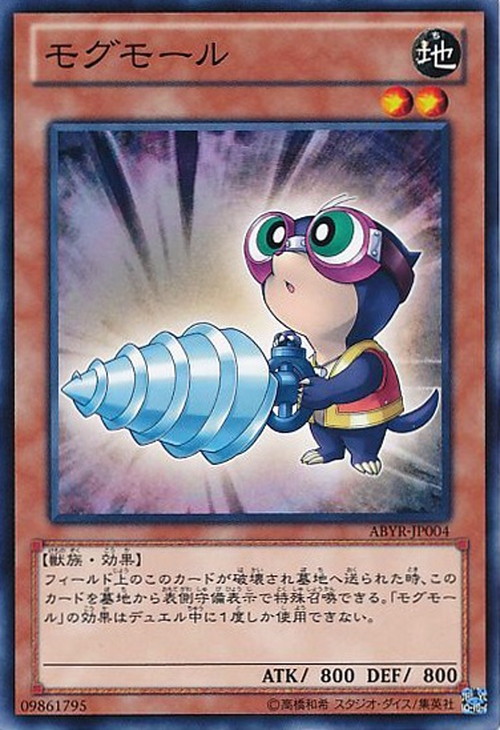 モグモール
地
ABYR-JP004
【獣族・効果】
フィールド上のこのカードが破壊され墓地へ送られた時、この
カードを墓地から表側守備表示で特殊召喚できる。「モグモー
ル」の効果はデュエル中に1度しか使用できない。
ATK/ 800 DEF/ 800
09861795
©高橋和希 スタジオ・ダイス/集英社